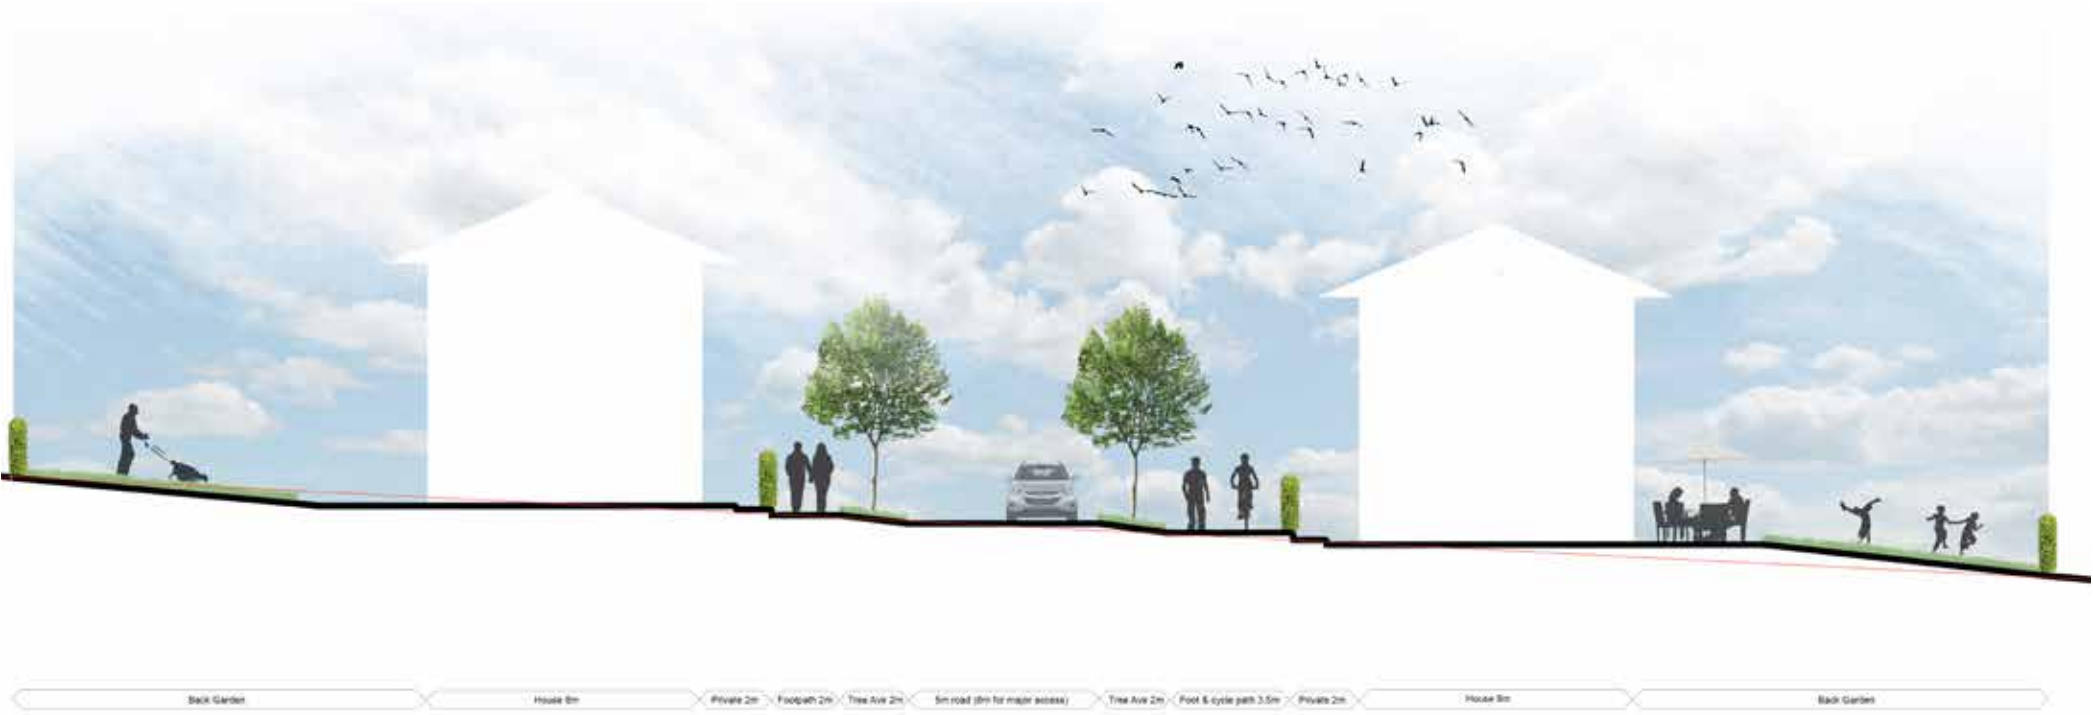 Back Garden
House 8m
Private 2m
Footpath 2m
Tree Ave 2m
5m road (6m for major access)
Tree Ave 2m
Foot & cycle path 3.5m
Private 2m
House 8m
Back Garden